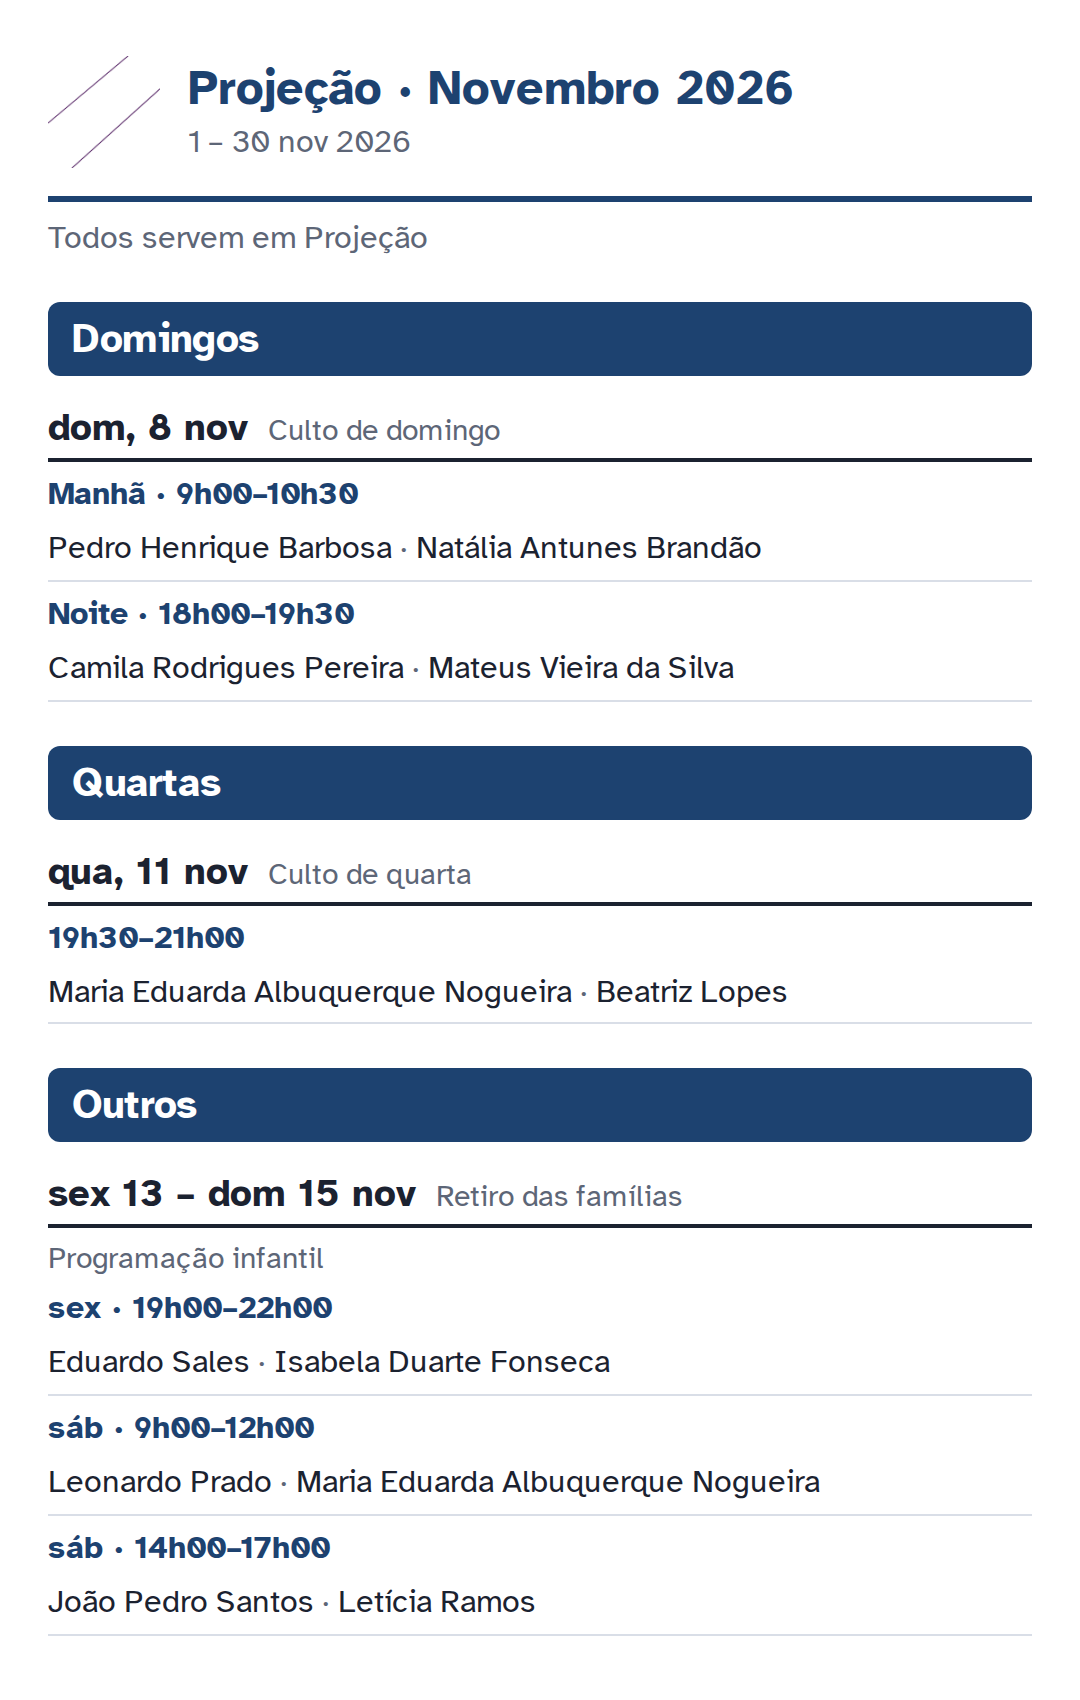 Projeção • Novembro 2026
1 – 30 nov 2026
Todos servem em Projeção
Domingos
dom, 8 nov Culto de domingo
Manhã • 9h00–10h30
Pedro Henrique Barbosa · Natália Antunes Brandão
Noite • 18h00–19h30
Camila Rodrigues Pereira · Mateus Vieira da Silva
Quartas
qua, 11 nov Culto de quarta
19h30–21h00
Maria Eduarda Albuquerque Nogueira · Beatriz Lopes
Outros
sex 13 – dom 15 nov Retiro das famílias
Programação infantil
sex • 19h00–22h00
Eduardo Sales · Isabela Duarte Fonseca
sáb • 9h00–12h00
Leonardo Prado · Maria Eduarda Albuquerque Nogueira
sáb • 14h00–17h00
João Pedro Santos · Letícia Ramos